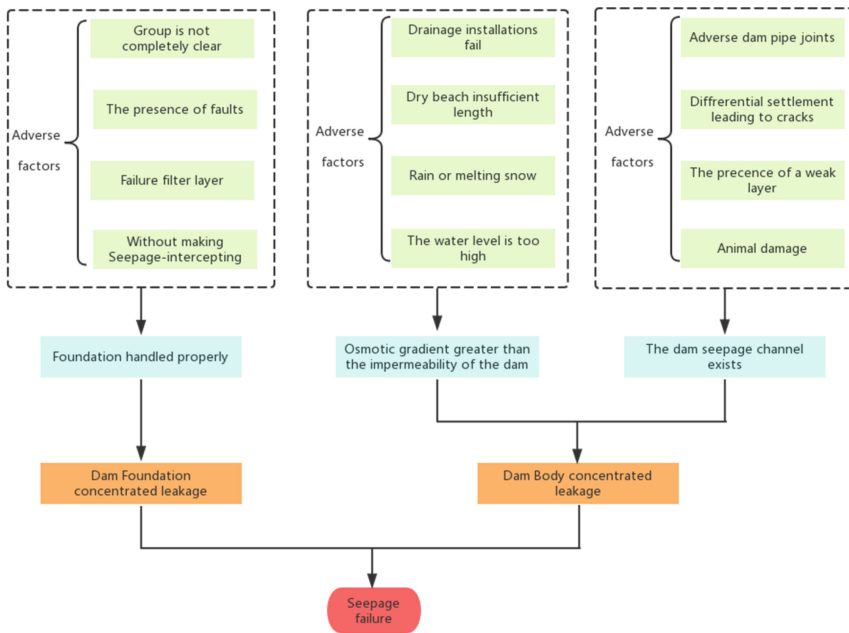 Adverse
factors
Group is not
completely clear
The presence of faults
Failure filter layer
Without making
Seepage-intercepting
Adverse
factors
Drainage installations
fail
Dry beach insufficient
length
Rain or melting snow
The water level is too
high
Adverse
factors
Adverse dam pipe joints
Diffrerential settlement
leading to cracks
The precence of a weak
layer
Animal damage
Foundation handled properly
Osmotic gradient greater than
the impermeability of the dam
The dam seepage channel
exists
Dam Foundation
concentrated leakage
Dam Body concentrated
leakage
Seepage
failure